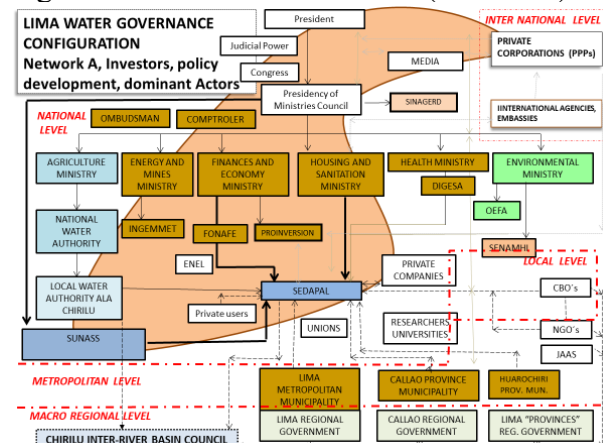 LIMA WATER GOVERNANCE
CONFIGURATION
Network A, Investors, policy
development, dominant Actors
President
Judicial Power
Congress
MEDIA
Presidency of
Ministries Council
SINAGERD
INTER NATIONAL LEVEL
PRIVATE
CORPORATIONS (PPPs)
IINTERNATIONAL AGENCIES,
EMBASSIES
NATIONAL
LEVEL
OMBUDSMAN
COMPTROLER
AGRICULTURE
MINISTRY
ENERGY AND
MINES
MINISTRY
FINANCES AND
ECONOMY
MINISTRY
HOUSING AND
SANITATION
MINISTRY
HEALTH MINISTRY
DIGESA
ENVIRONMENTAL
MINISTRY
OEFA
SENAMHI
NATIONAL
WATER
AUTHORITY
INGEMMET
FONAFE
PROINVERSION
LOCAL LEVEL
ENEL
PRIVATE
COMPANIES
LOCAL WATER
AUTHORITY ALA
CHIRILU
SEDAPAL
CBO´s
Private users
UNIONS
RESEARCHERS
UNIVERSITIES
NGO´s
SUNASS
JAAS
METROPOLITAN LEVEL
LIMA
METROPOLITAN
MUNICIPALITY
CALLAO PROVINCE
MUNICIPALITY
HUAROCHIRI
PROV. MUN.
MACRO REGIONAL LEVEL
LIMA REGIONAL
GOVERNMENT
CALLAO REGIONAL
GOVERNMENT
LIMA “PROVINCES”
REG. GOVERNMENT
CHIRILU INTER-RIVER BASIN COUNCIL